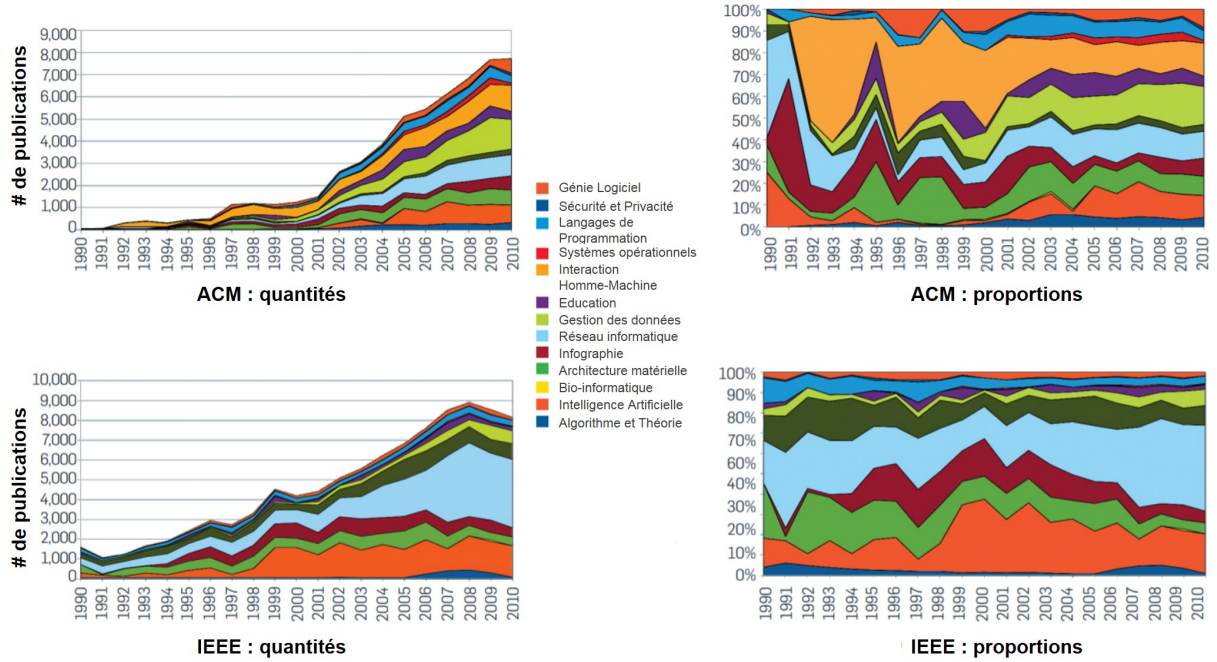 # de publications
9,000
8,000
7,000
6,000
5,000
4,000
3,000
2,000
1,000
0
1990 1991 1992 1993 1994 1995 1996 1997 1998 1999 2000 2001 2002 2003 2004 2005 2006 2007 2008 2009 2010
ACM : quantités
100%
90%
80%
70%
60%
50%
40%
30%
20%
10%
0%
1990 1991 1992 1993 1994 1995 1996 1997 1998 1999 2000 2001 2002 2003 2004 2005 2006 2007 2008 2009 2010
ACM : proportions
Génie Logiciel
Sécurité et Privacité
Langages de
Programmation
Systèmes opérationnels
Interaction
Homme-Machine
Education
Gestion des données
Réseau informatique
Infographie
Architecture matérielle
Bio-informatique
Intelligence Artificielle
Algorithme et Théorie
# de publications
10,000
9,000
8,000
7,000
6,000
5,000
4,000
3,000
2,000
1,000
0
1990 1991 1992 1993 1994 1995 1996 1997 1998 1999 2000 2001 2002 2003 2004 2005 2006 2007 2008 2009 2010
IEEE : quantités
100%
90%
80%
70%
60%
50%
40%
30%
20%
10%
0%
1990 1991 1992 1993 1994 1995 1996 1997 1998 1999 2000 2001 2002 2003 2004 2005 2006 2007 2008 2009 2010
IEEE : proportions